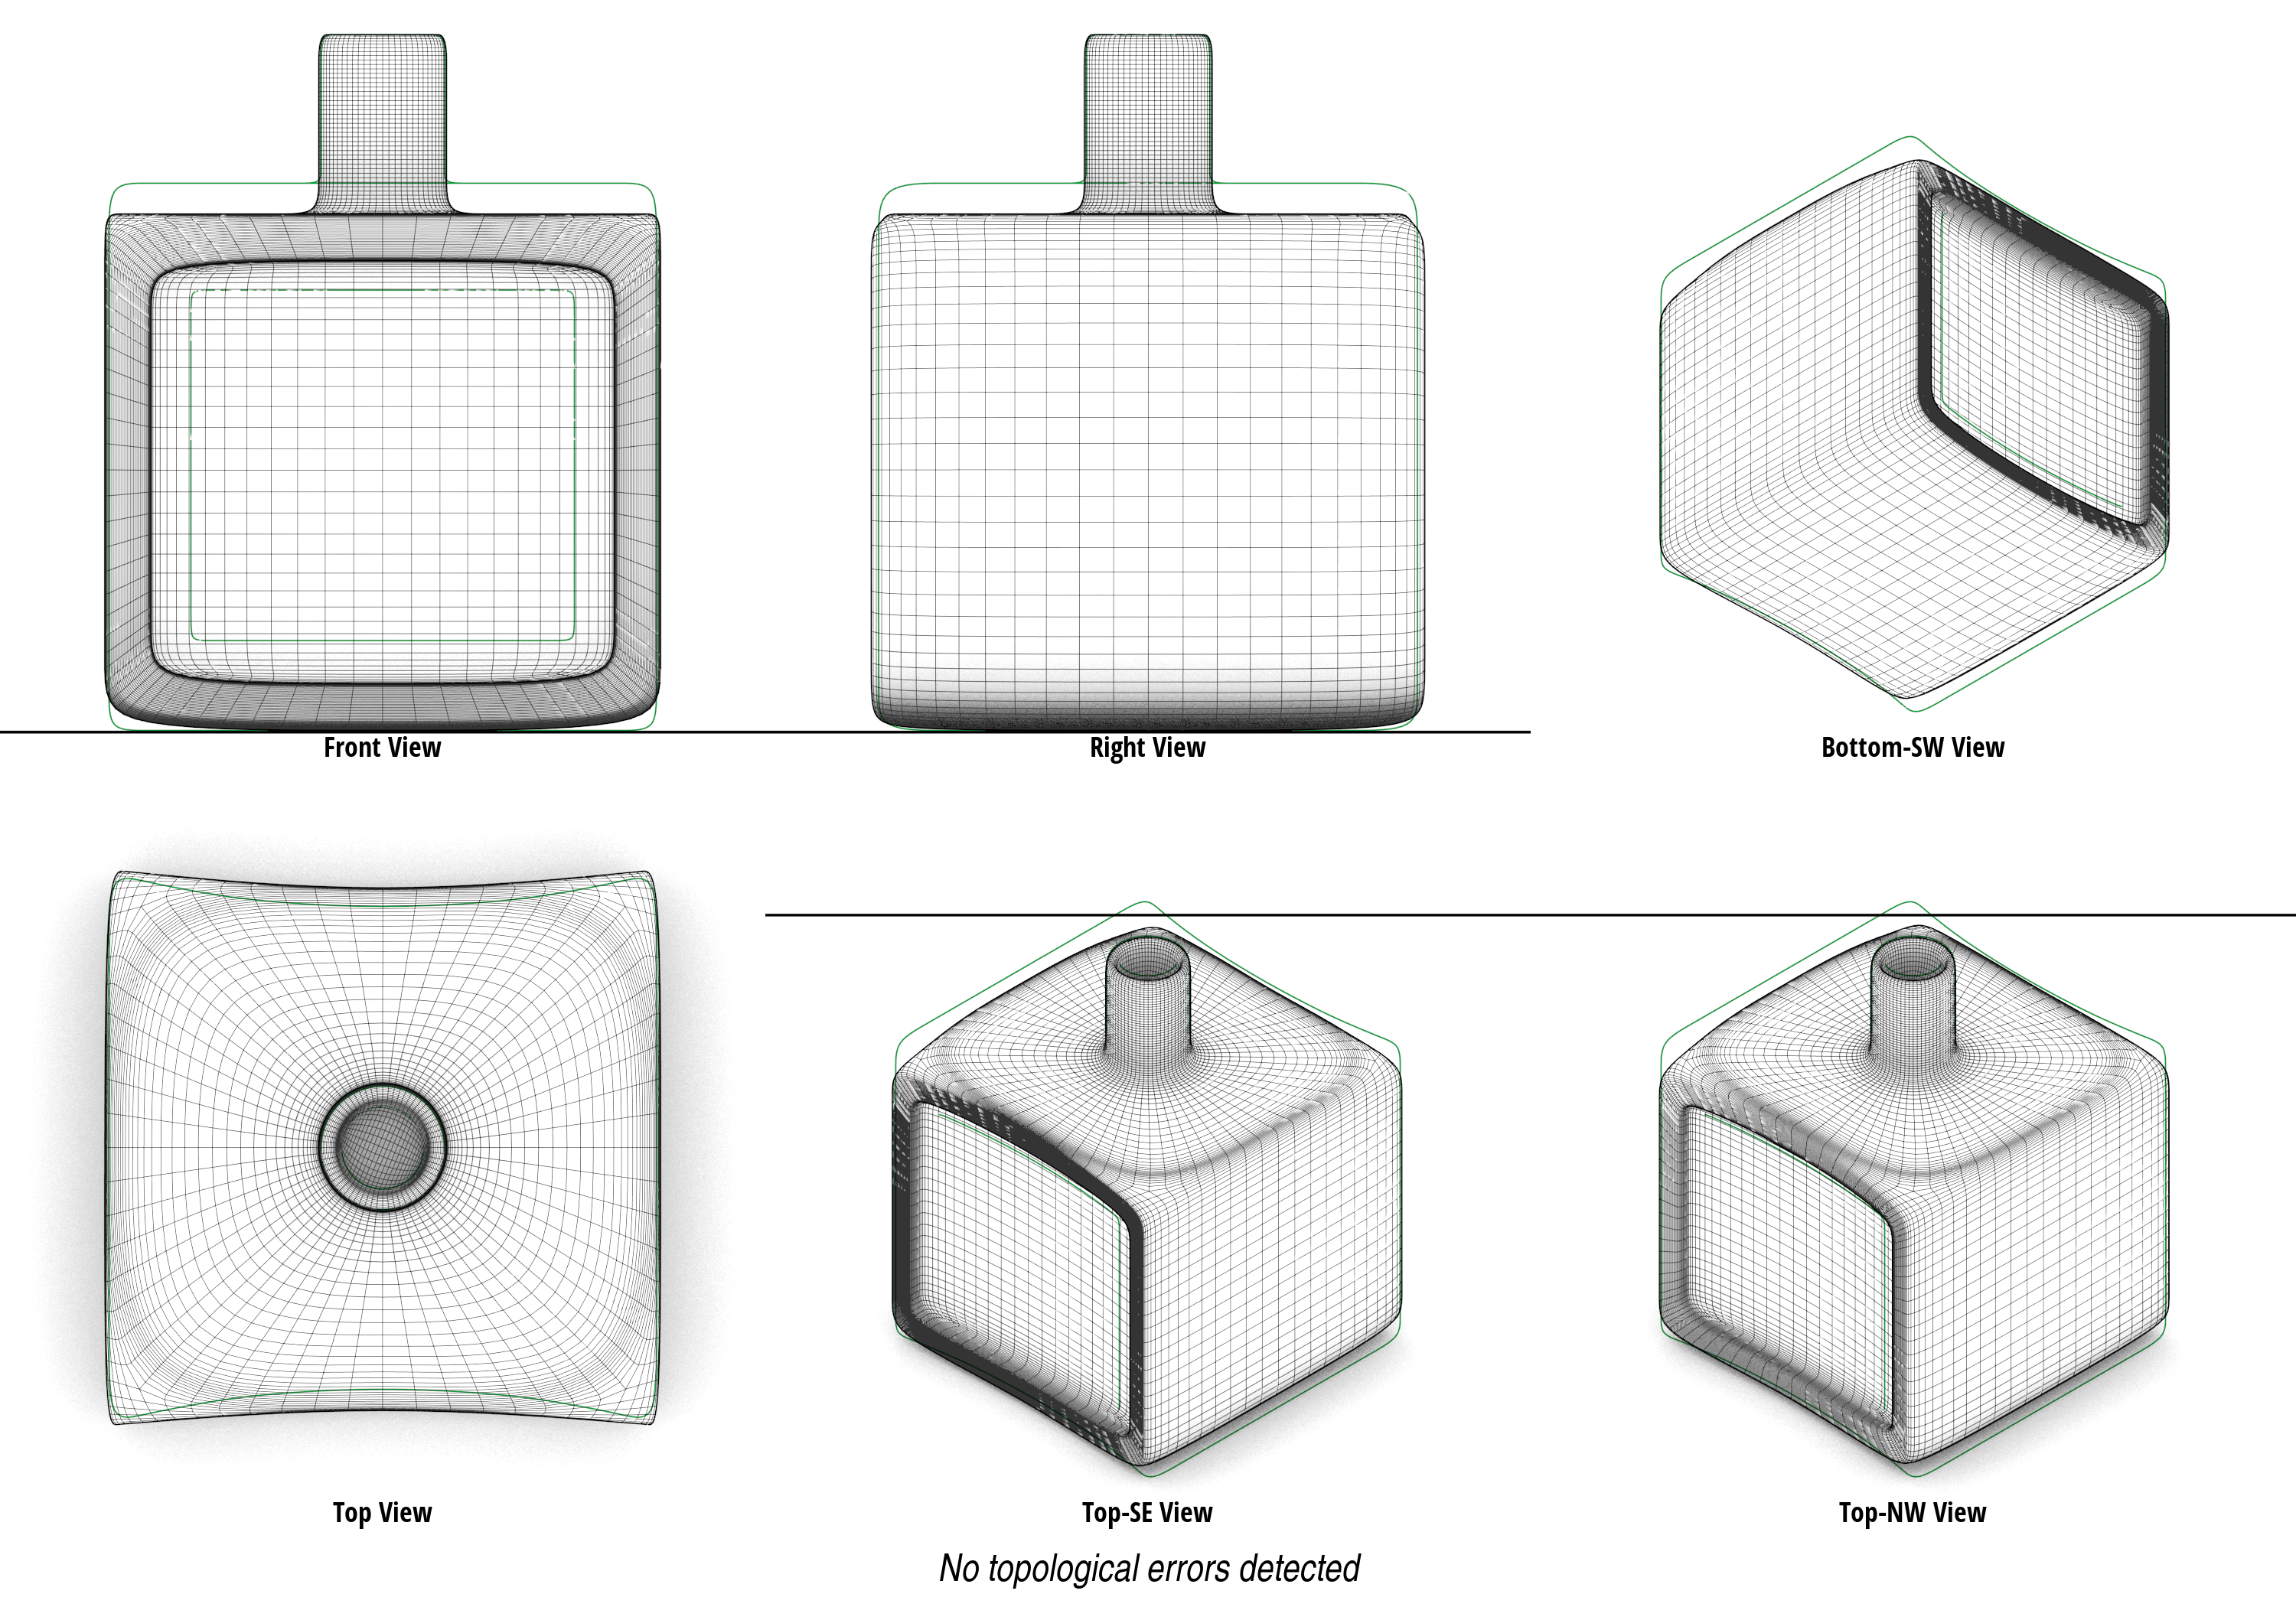 Front View
Right View
Bottom-SW View
Top View
Top-SE View
Top-NW View
No topological errors detected